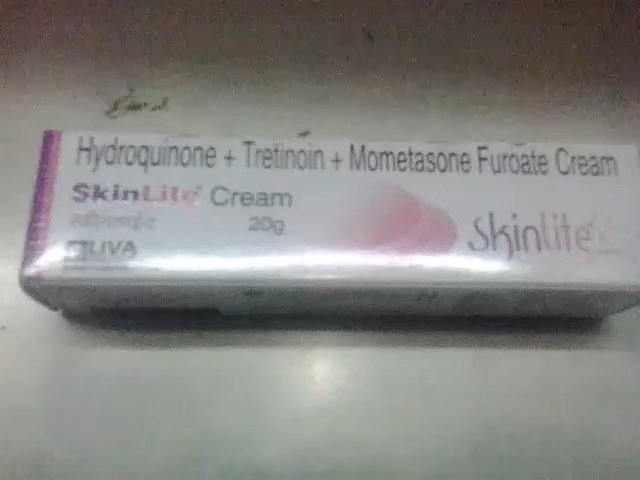 Hydroquinone + Tretinoin + Mometasone Furoate Cream
SkinLite Cream
20g
skinlite